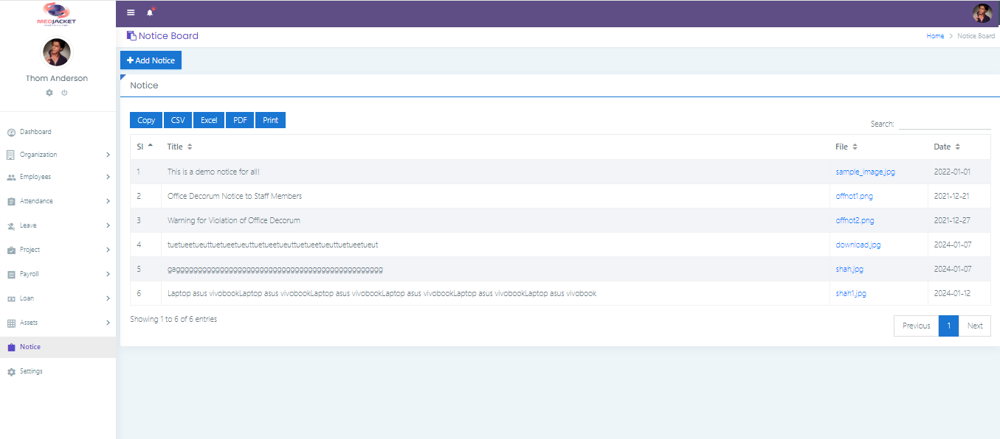 MEDJACKET
Thom Anderson
Dashboard
Organization
Employees
Attendance
Leave
Project
Payroll
Loan
Assets
Notice
Settings
Notice Board
Home > Notice Board
Add Notice
Notice
Copy CSV Excel PDF Print
Search:
Sl Title File Date
1 This is a demo notice for all! sample_image.jpg 2022-01-01
2 Office Decorum Notice to Staff Members offnot1.png 2021-12-21
3 Warning for Violation of Office Decorum offnot2.png 2021-12-27
4 tuetueetueuttuetueetueuttuetueetueuttuetueetueuttuetueetueut download.jpg 2024-01-07
5 gagggggggggggggggggggggggggggggggggggggggggggggg shah.jpg 2024-01-07
6 Laptop asus vivobookLaptop asus vivobookLaptop asus vivobookLaptop asus vivobookLaptop asus vivobookLaptop asus vivobook shah1.jpg 2024-01-12
Showing 1 to 6 of 6 entries
Previous 1 Next